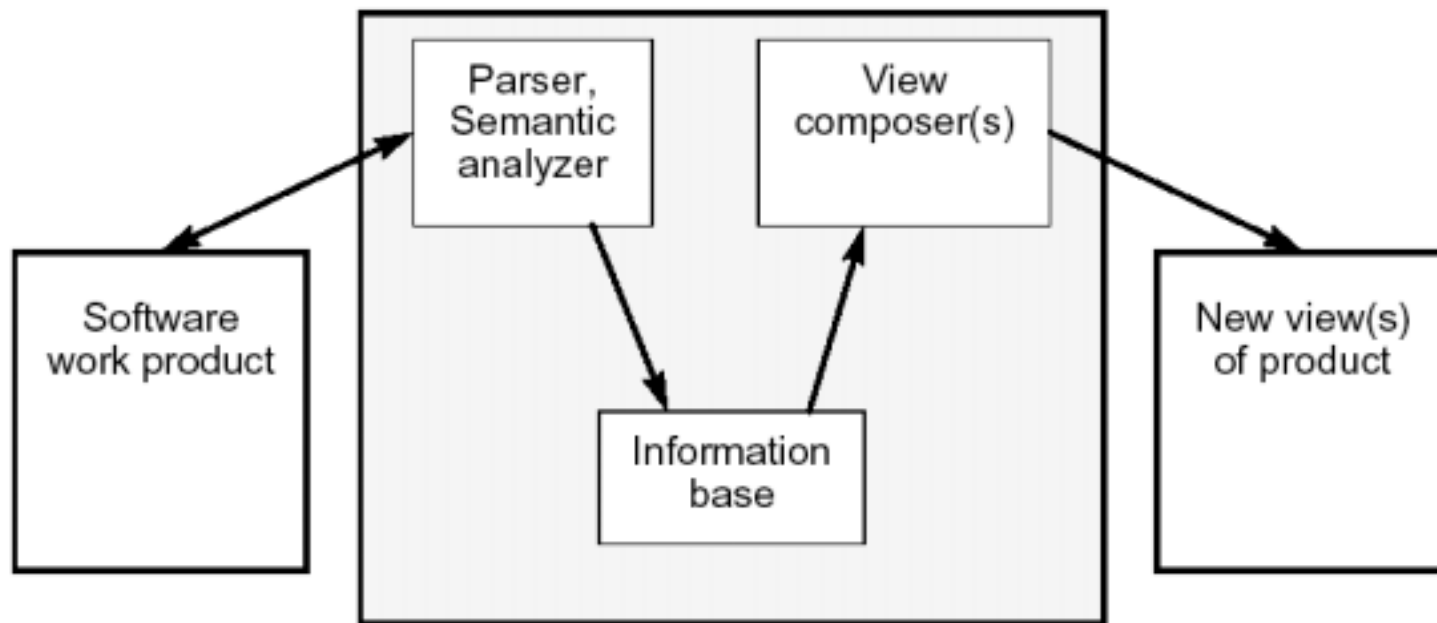 Parser,
Semantic
analyzer
View
composer(s)
Software
work product
New view(s)
of product
Information
base